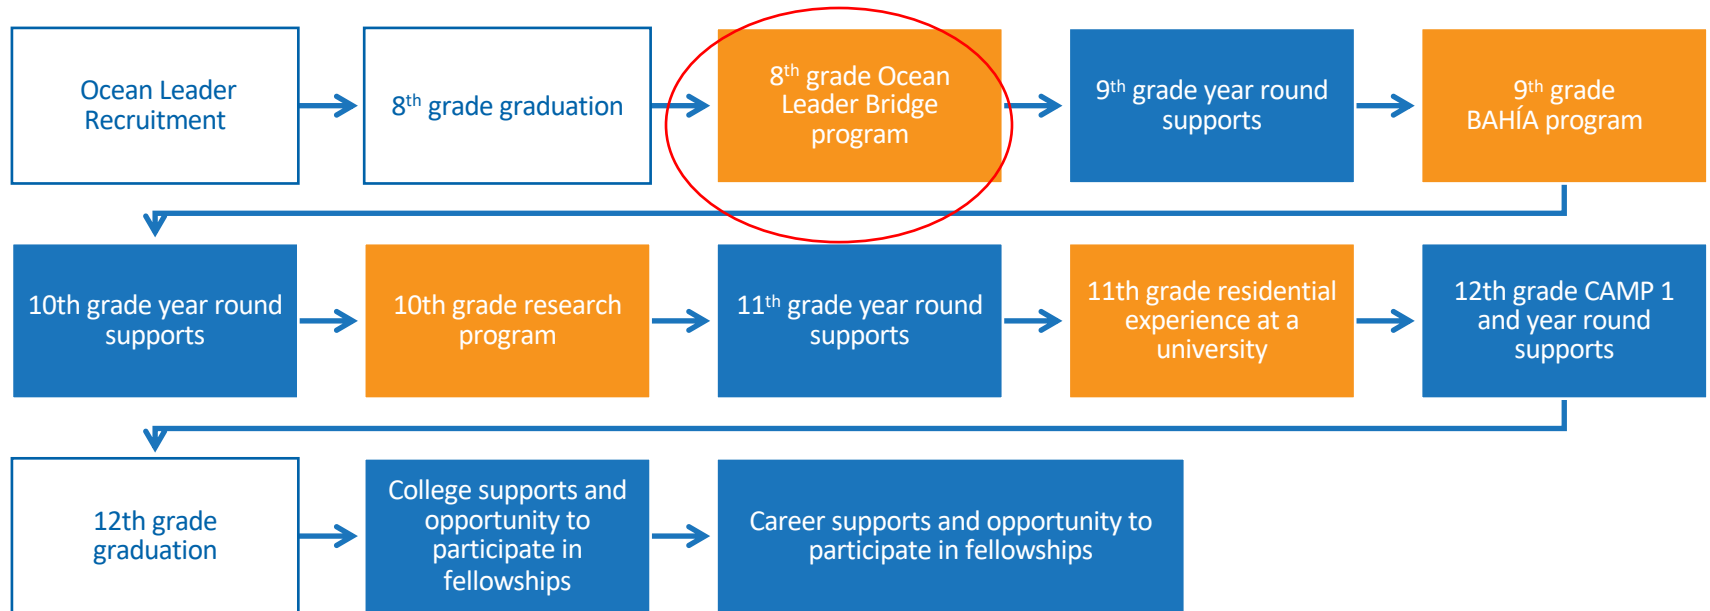 Ocean Leader
Recruitment
8th grade graduation
8th grade Ocean
Leader Bridge
program
9th grade year round
supports
9th grade
BAHÍA program
10th grade year round
supports
10th grade research
program
11th grade year round
supports
11th grade residential
experience at a
university
12th grade CAMP 1
and year round
supports
12th grade
graduation
College supports and
opportunity to
participate in
fellowships
Career supports and opportunity to
participate in fellowships